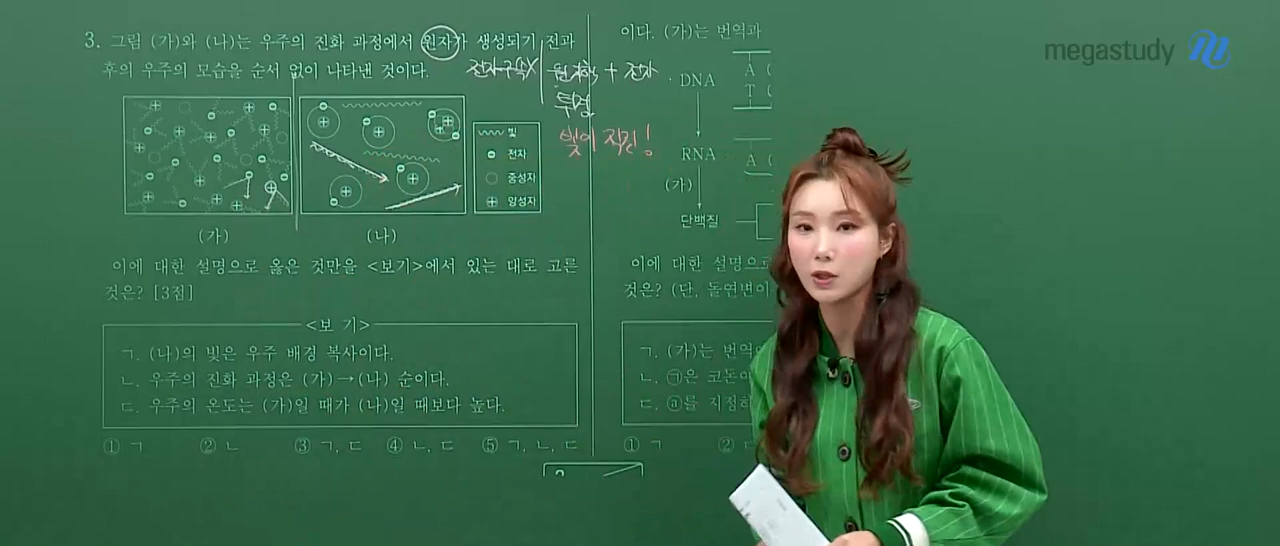 3. 그림 (가)와 (나)는 우주의 진화 과정에서 원자가 생성되기 전과
후의 우주의 모습을 순서 없이 나타낸 것이다.
전자구속X
원자핵 + 전자
투명
빛이 직진!
빛
전자
중성자
양성자
(가)
(나)
이에 대한 설명으로 옳은 것만을 <보기>에서 있는 대로 고른
것은? [3점]
<보 기>
ㄱ. (나)의 빛은 우주 배경 복사이다.
ㄴ. 우주의 진화 과정은 (가)→(나) 순이다.
ㄷ. 우주의 온도는 (가)일 때가 (나)일 때보다 높다.
① ㄱ ② ㄴ ③ ㄱ, ㄷ ④ ㄴ, ㄷ ⑤ ㄱ, ㄴ, ㄷ
이다. (가)는 번역과
DNA
A
T
RNA
A
(가)
단백질
이에 대한 설명으로
것은? (단, 돌연변이
ㄱ. (가)는 번역
ㄴ. ㉠은 코돈이
ㄷ. ⓐ를 지정하
① ㄱ ②
megastudy